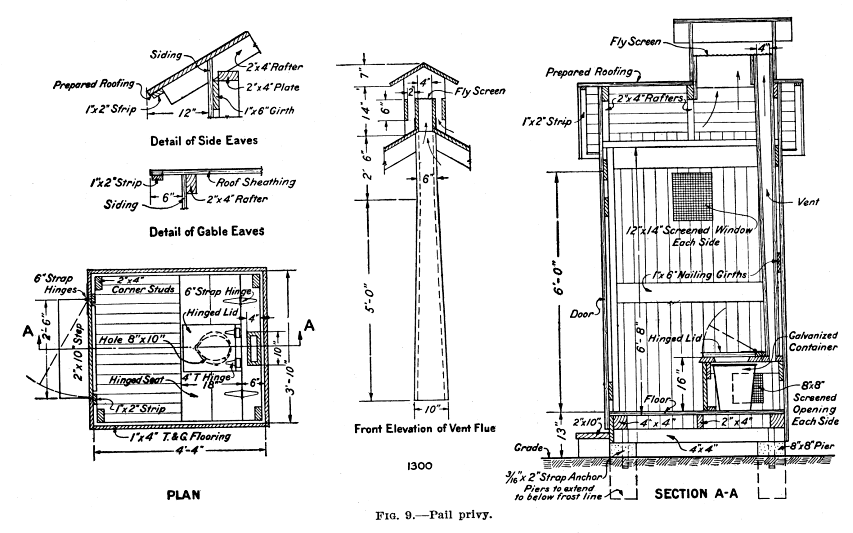 Siding
2"x4" Rafter
2"x4" Plate
Prepared Roofing
1"x2" Strip
12"
1"x6" Girth
Detail of Side Eaves
1"x2" Strip
6"
Roof Sheathing
Siding
2"x4" Rafter
Detail of Gable Eaves
6" Strap
Hinges
2"x4"
Corner Studs
6" Strap Hinge
Hinged Lid
4"
A
A
2'-6"
2"x10" Step
Hole 8"x10"
10"
3'-10"
4" T Hinge
18"
6"
Hinged Seat
1"x2" Strip
1"x4" T. & G. Flooring
4'-4"
PLAN
7"
4"
2"
Fly Screen
14"
6"
2' 6"
6"
5'-0"
10"
Front Elevation of Vent Flue
1300
Fly Screen
4"
Prepared Roofing
1"x2" Strip
2"x4" Rafters
Vent
12"x14" Screened Window
Each Side
6'-0"
1"x6" Nailing Girths
Door
6'-8"
Hinged Lid
Galvanized
Container
16"
8"x8"
Screened
Opening
Each Side
Floor
2"x10"
4"x4"
2"x4"
13"
Grade
4"x4"
8"x8" Pier
3/16"x 2" Strap Anchor
Piers to extend
to below frost line
SECTION A-A
FIG. 9.—Pail privy.